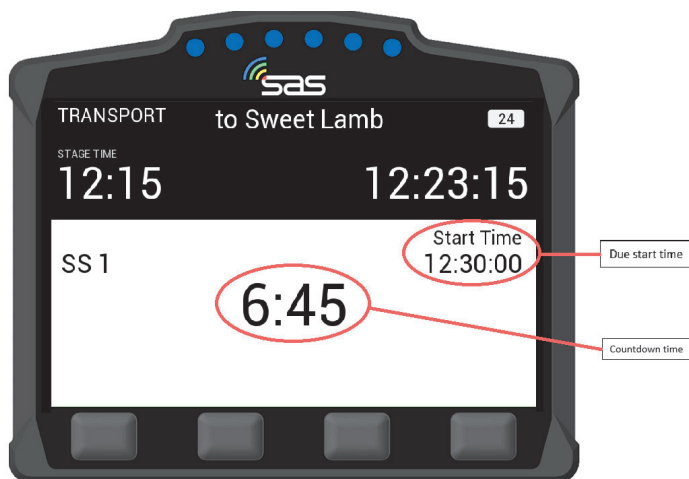 sas
TRANSPORT to Sweet Lamb 24
STAGE TIME
12:15 12:23:15
Start Time
SS 1 12:30:00
6:45
Due start time
Countdown time